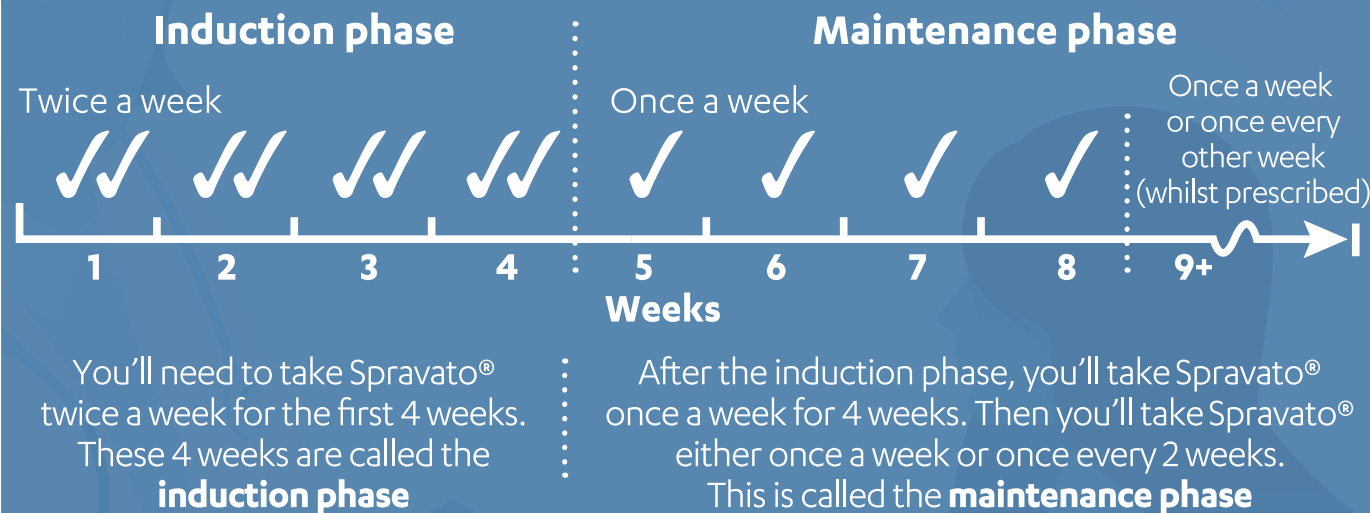 Induction phase
Maintenance phase
Twice a week
Once a week
Once a week
or once every
other week
(whilst prescribed)
1 2 3 4 5 6 7 8 9+
Weeks
You'll need to take Spravato®
twice a week for the first 4 weeks.
These 4 weeks are called the
induction phase
After the induction phase, you'll take Spravato®
once a week for 4 weeks. Then you'll take Spravato®
either once a week or once every 2 weeks.
This is called the maintenance phase